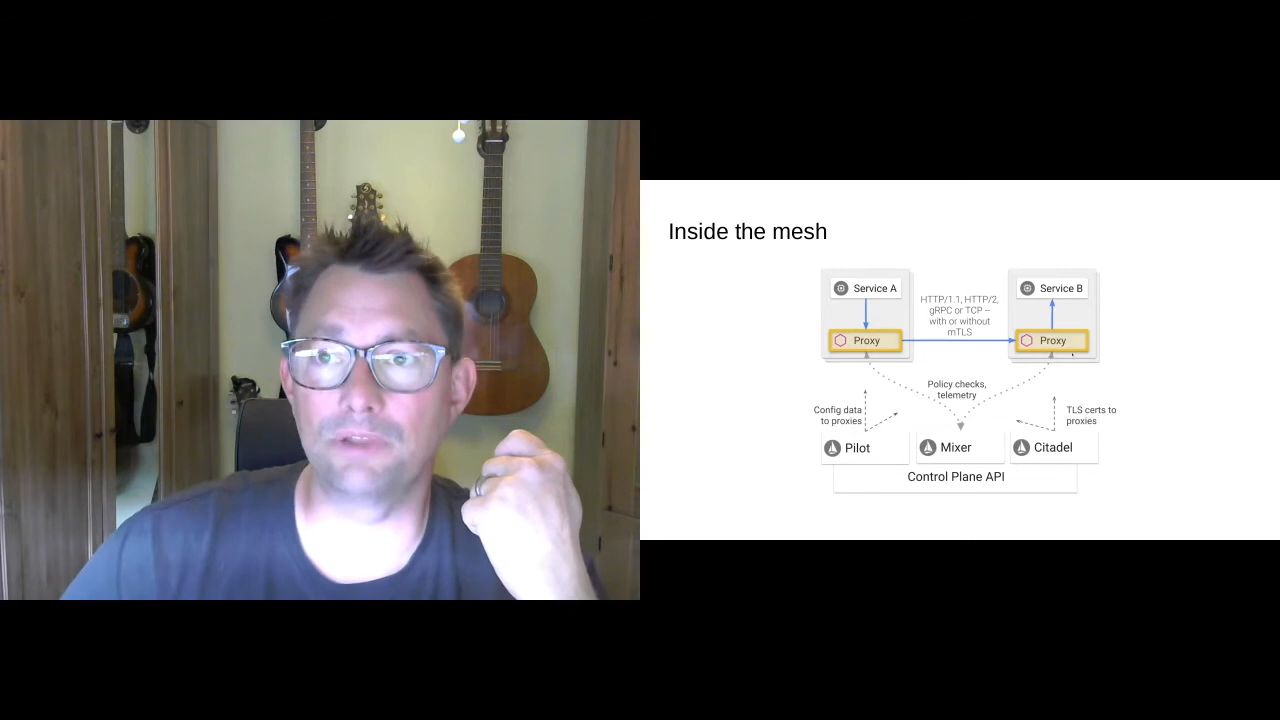 Inside the mesh
Service A
Service B
HTTP/1.1, HTTP/2,
gRPC or TCP --
with or without
mTLS
Proxy
Proxy
Policy checks,
telemetry
Config data
to proxies
TLS certs to
proxies
Pilot
Mixer
Citadel
Control Plane API